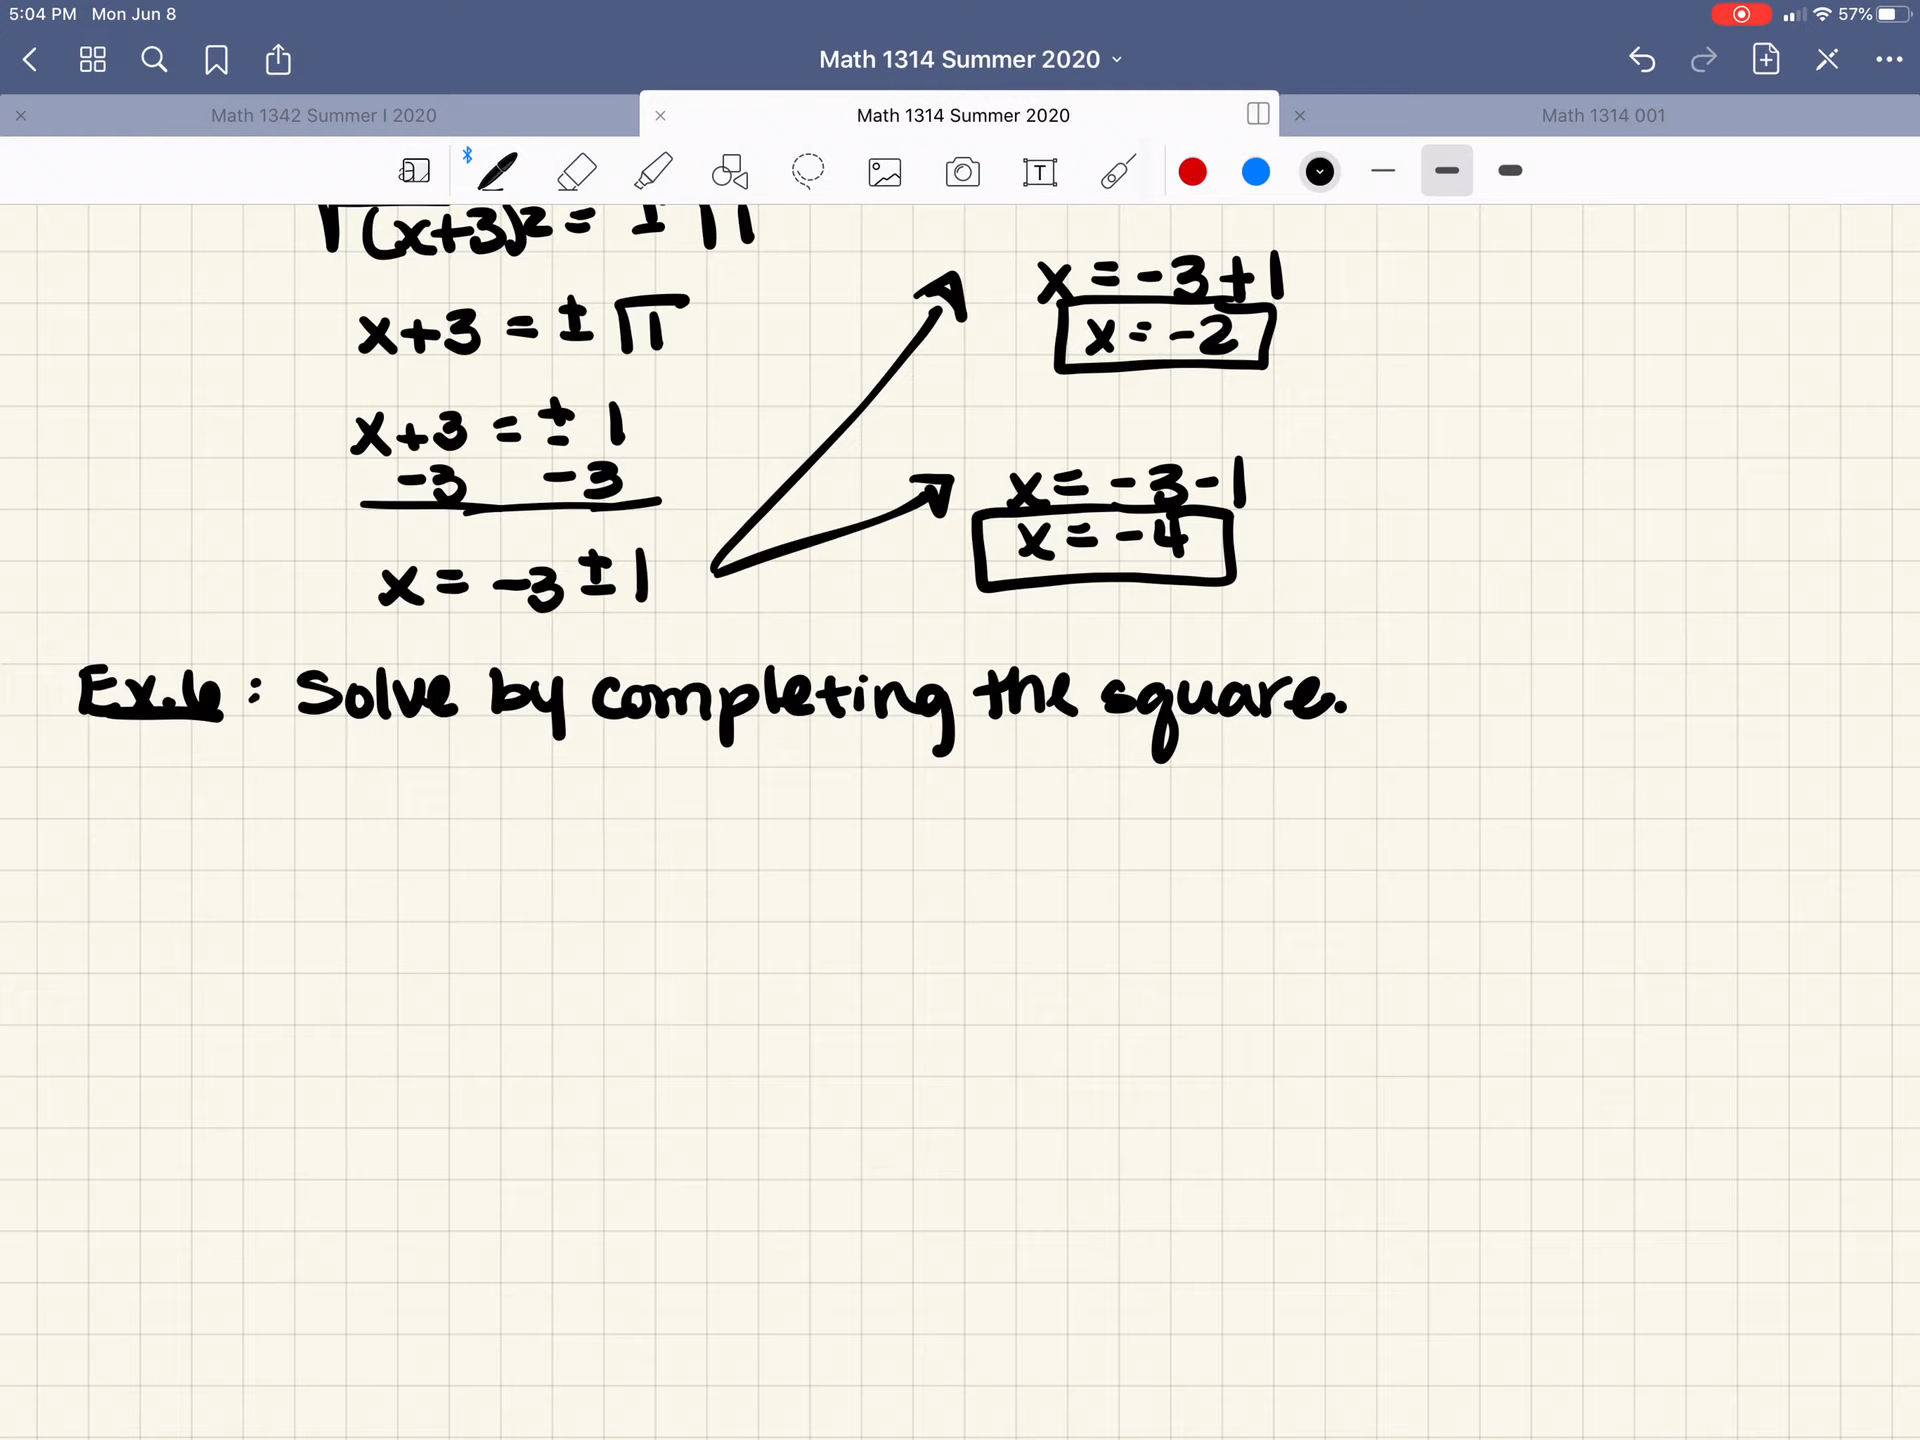 5:04 PM Mon Jun 8
57%
Math 1314 Summer 2020
Math 1342 Summer I 2020
Math 1314 Summer 2020
Math 1314 001
√(x+3)² = ± √1
x+3 = ± √1
x+3 = ± 1
-3 -3
x = -3 ± 1
x = -3+1
x = -2
x = -3-1
x = -4
Ex.6: Solve by completing the square.